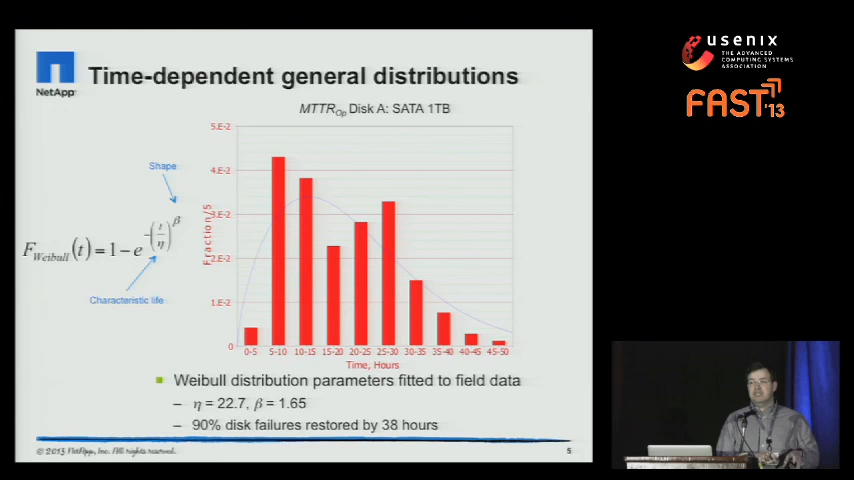 usenix
THE ADVANCED
COMPUTING SYSTEMS
ASSOCIATION
FAST '13
NetApp
Time-dependent general distributions
MTTR Op Disk A: SATA 1TB
Shape
F Weibull (t) = 1 − e −(t/η)β
Characteristic life
Fraction/5
5.E-2
4.E-2
3.E-2
2.E-2
1.E-2
0
0-5 5-10 10-15 15-20 20-25 25-30 30-35 35-40 40-45 45-50
Time, Hours
Weibull distribution parameters fitted to field data
– η = 22.7, β = 1.65
– 90% disk failures restored by 38 hours
© 2013 NetApp, Inc. All rights reserved.
5